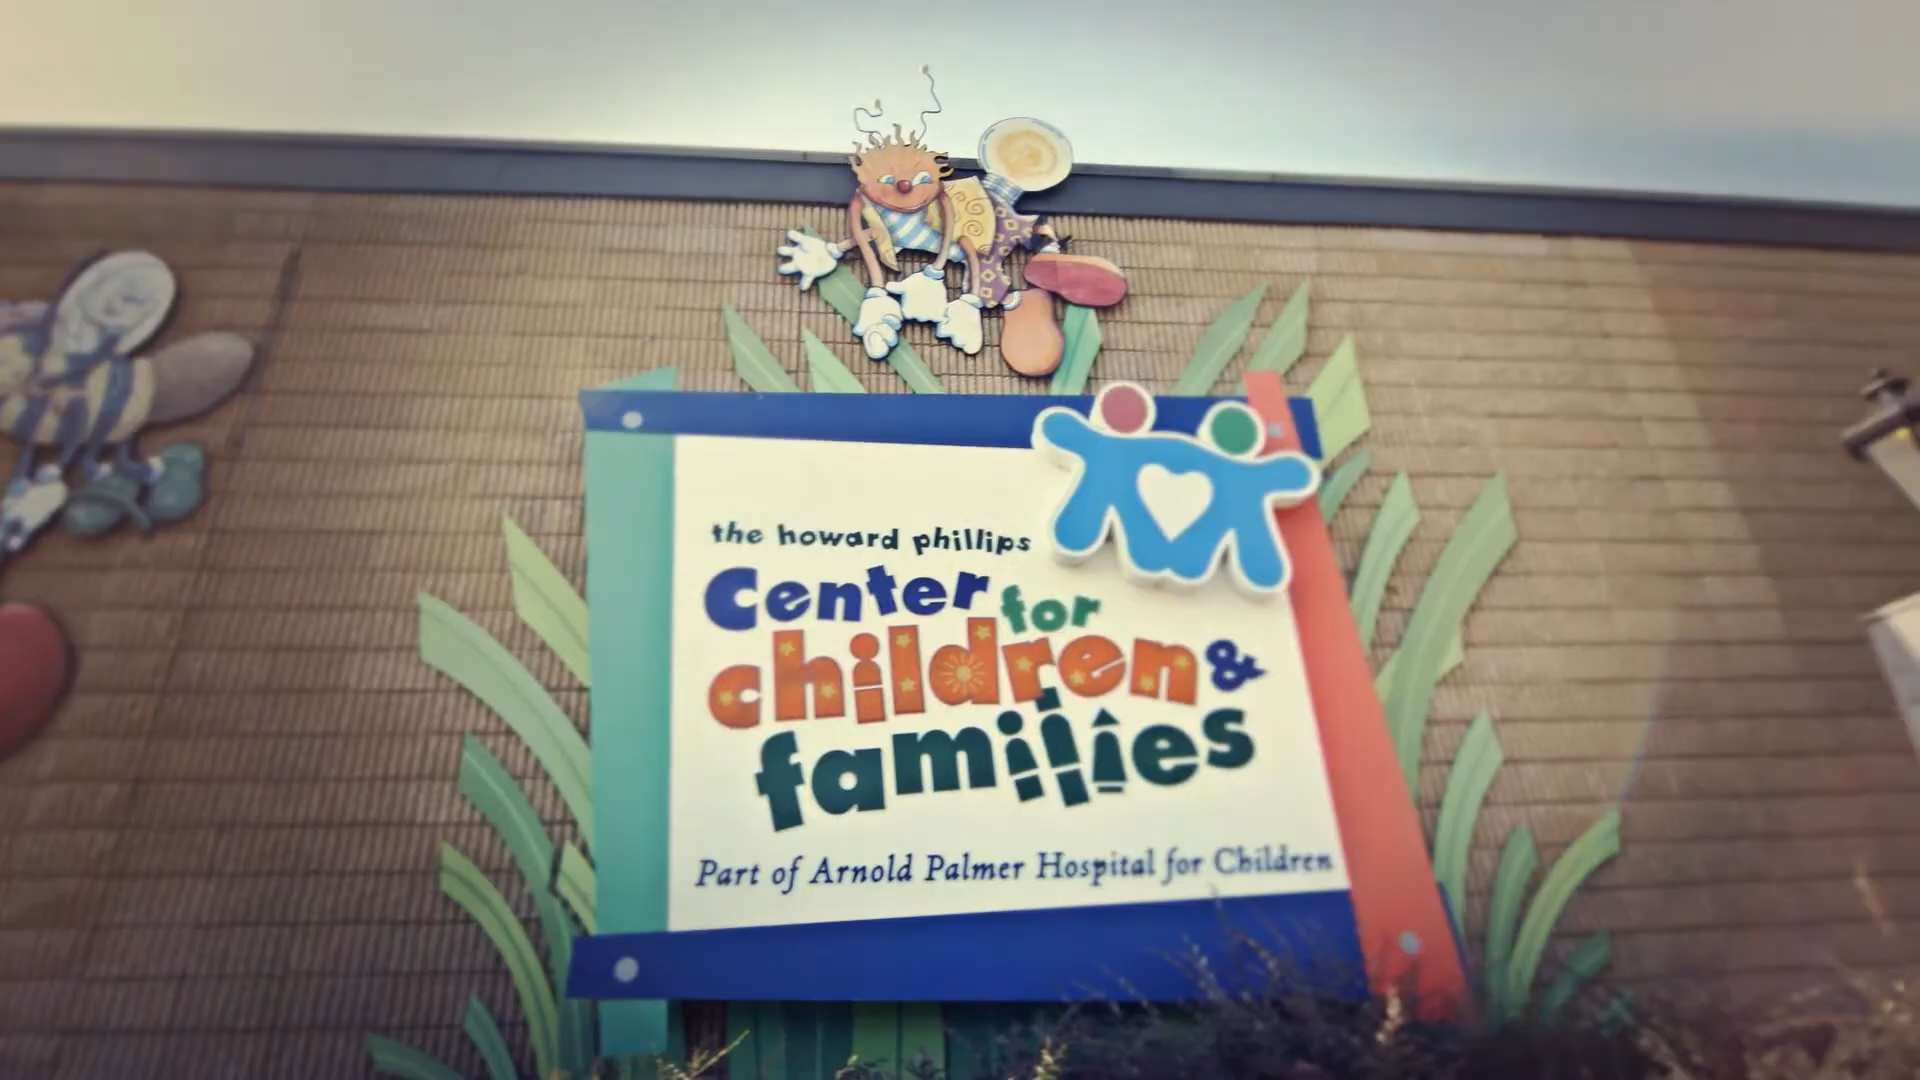 the howard phillips
Center for
children &
families
Part of Arnold Palmer Hospital for Children